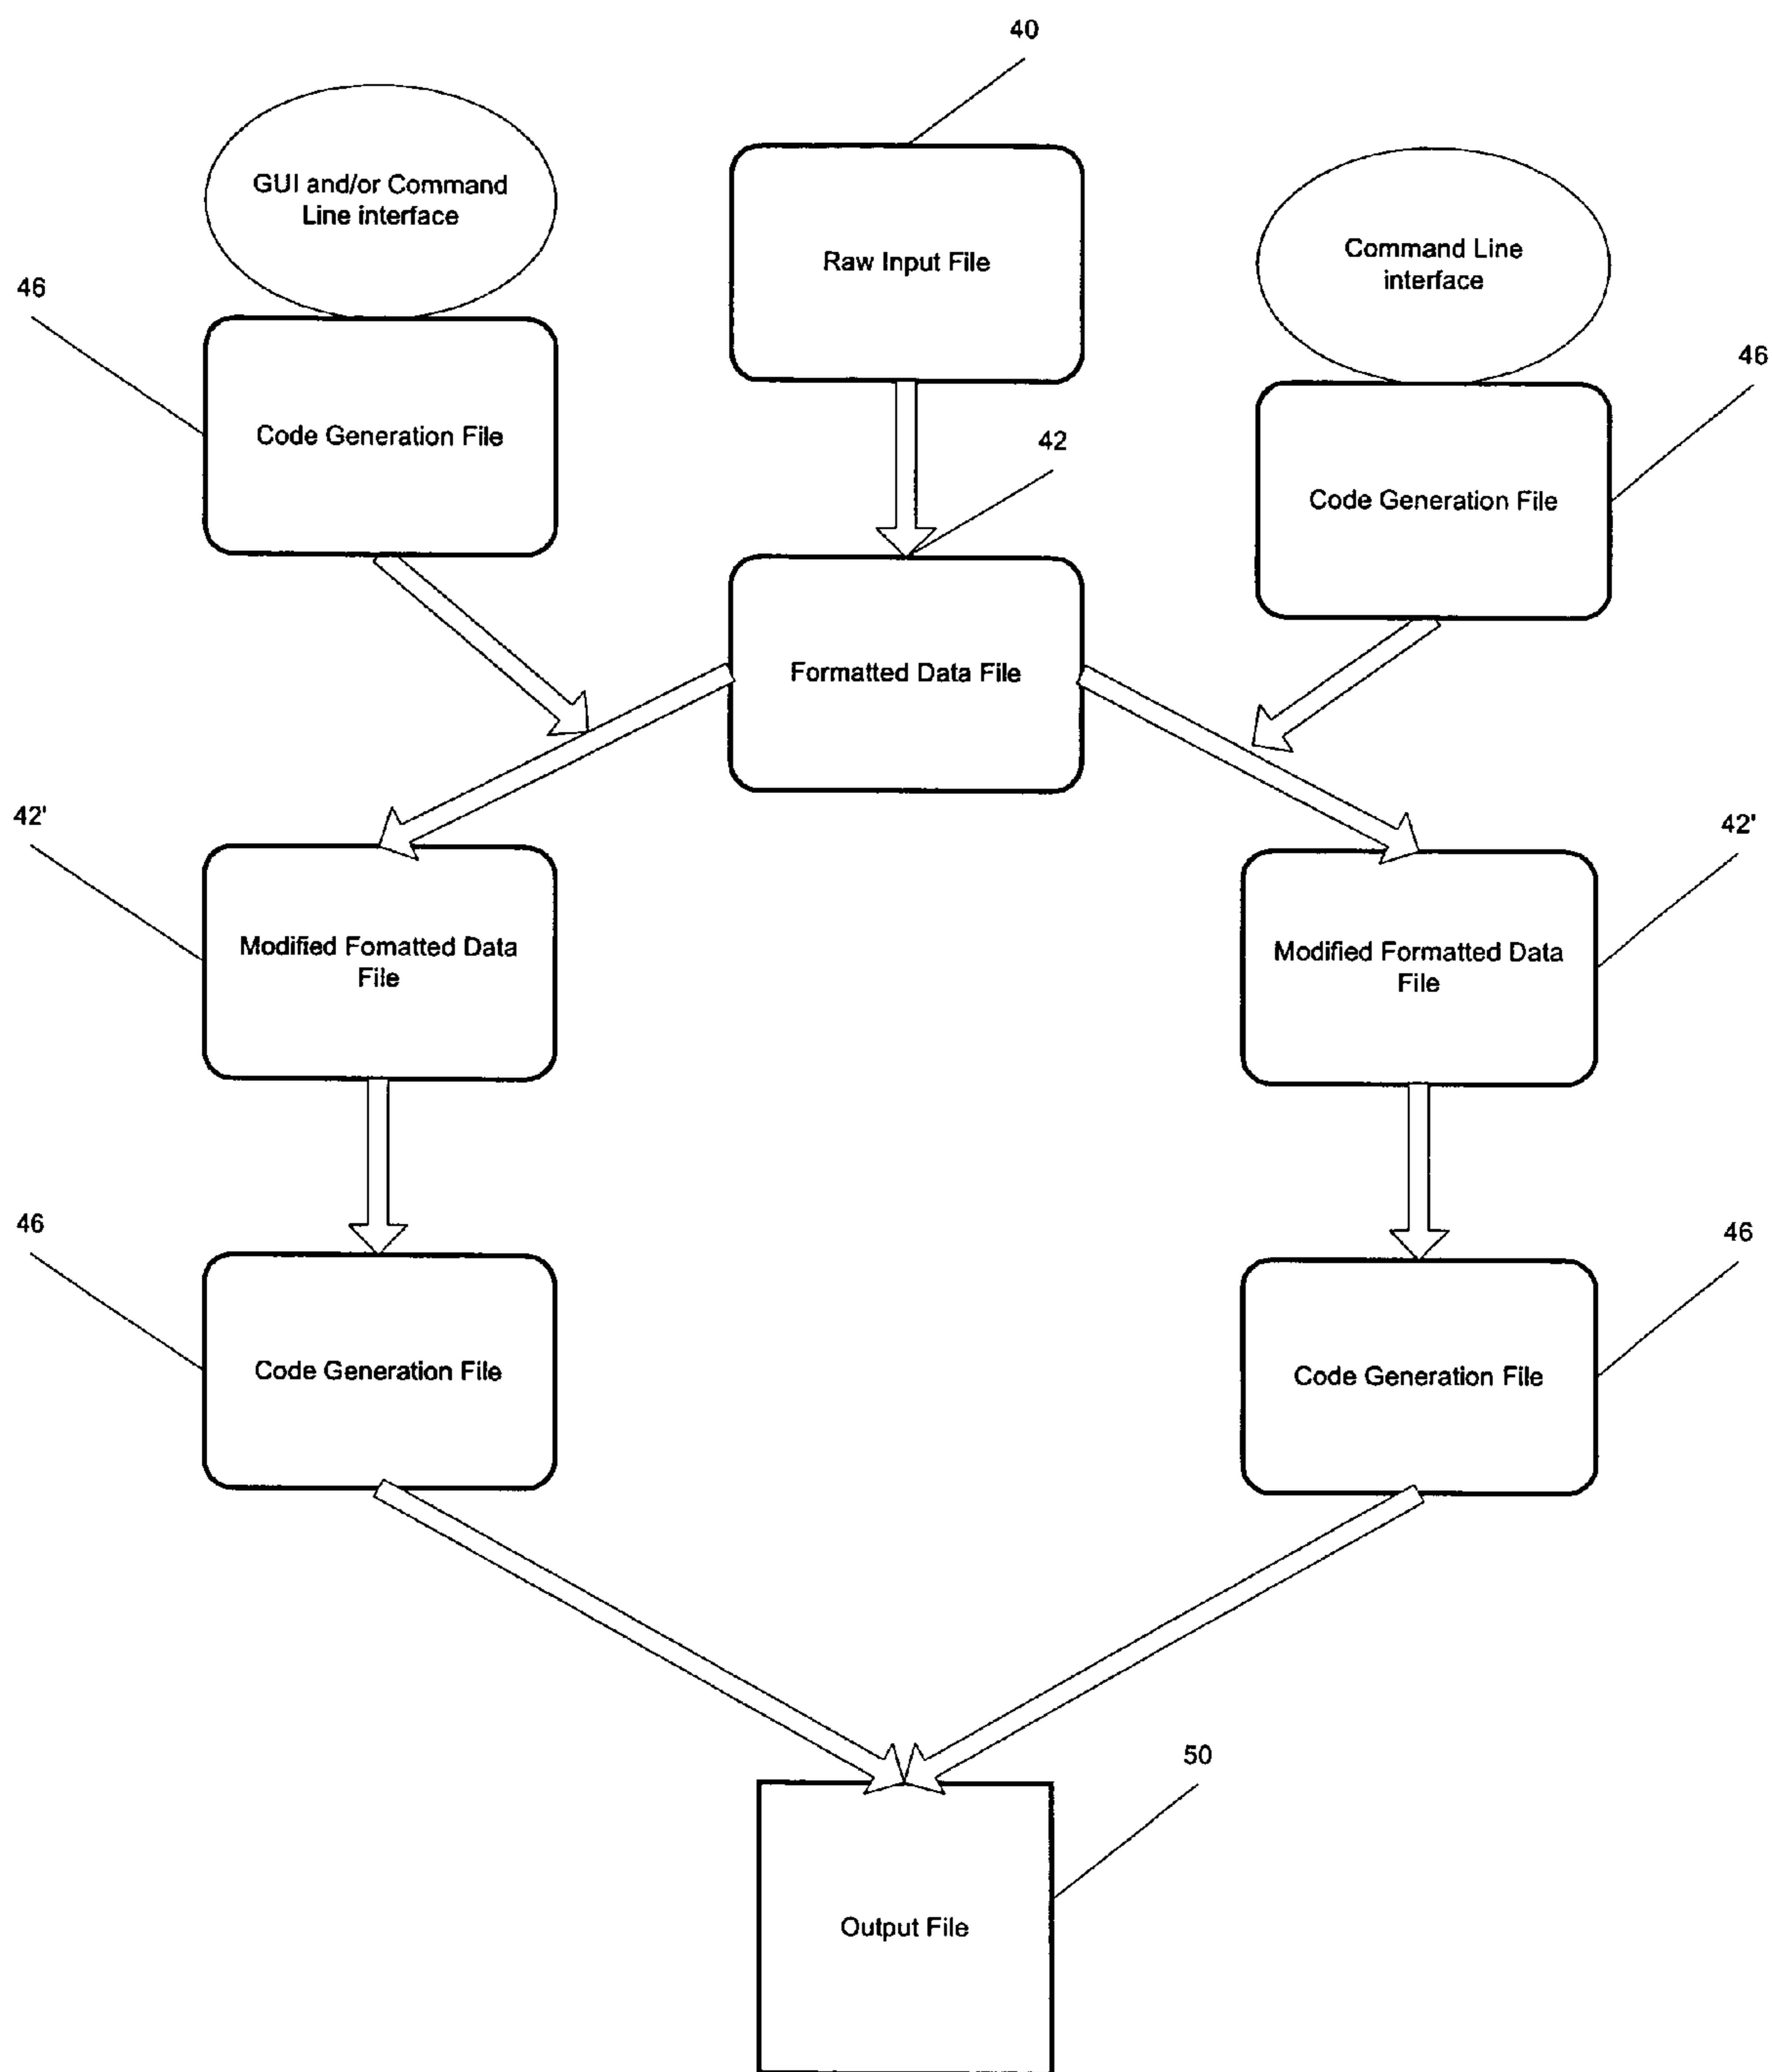 40
GUI and/or Command
Line interface
Raw Input File
Command Line
interface
46
46
Code Generation File
42
Code Generation File
Formatted Data File
42'
42'
Modified Fomatted Data
File
Modified Formatted Data
File
46
46
Code Generation File
Code Generation File
50
Output File